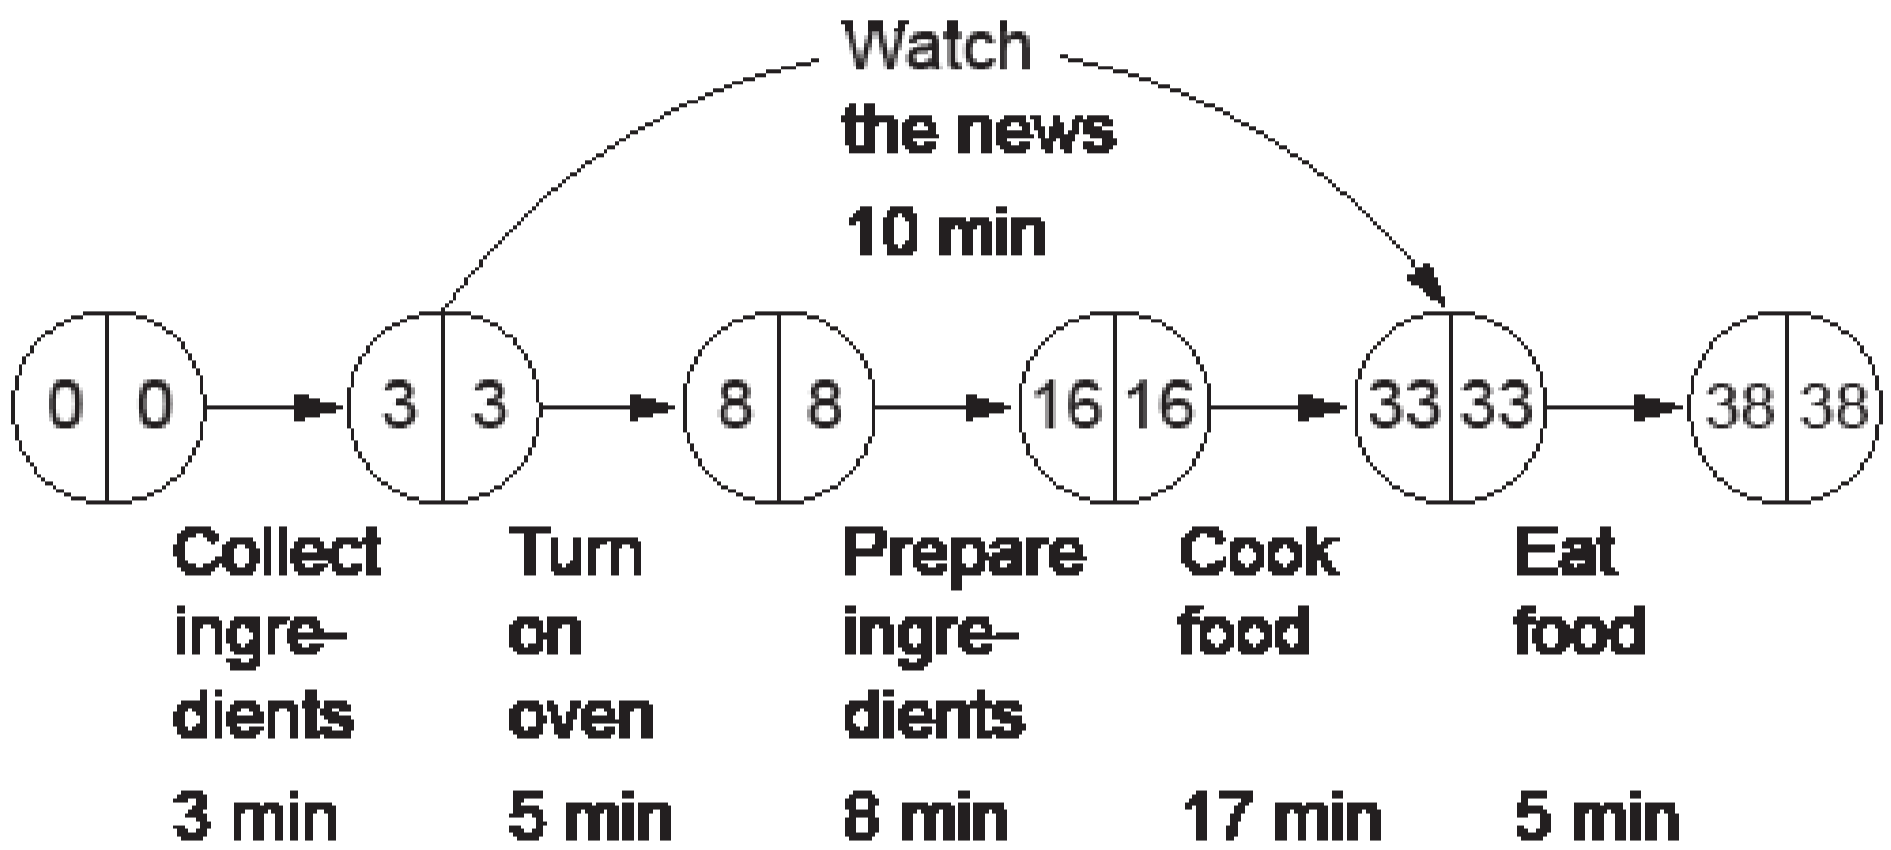 Watch
the news
10 min
0 0 3 3 8 8 16 16 33 33 38 38
Collect Turn Prepare Cook Eat
ingre- on ingre- food food
dients oven dients
3 min 5 min 8 min 17 min 5 min